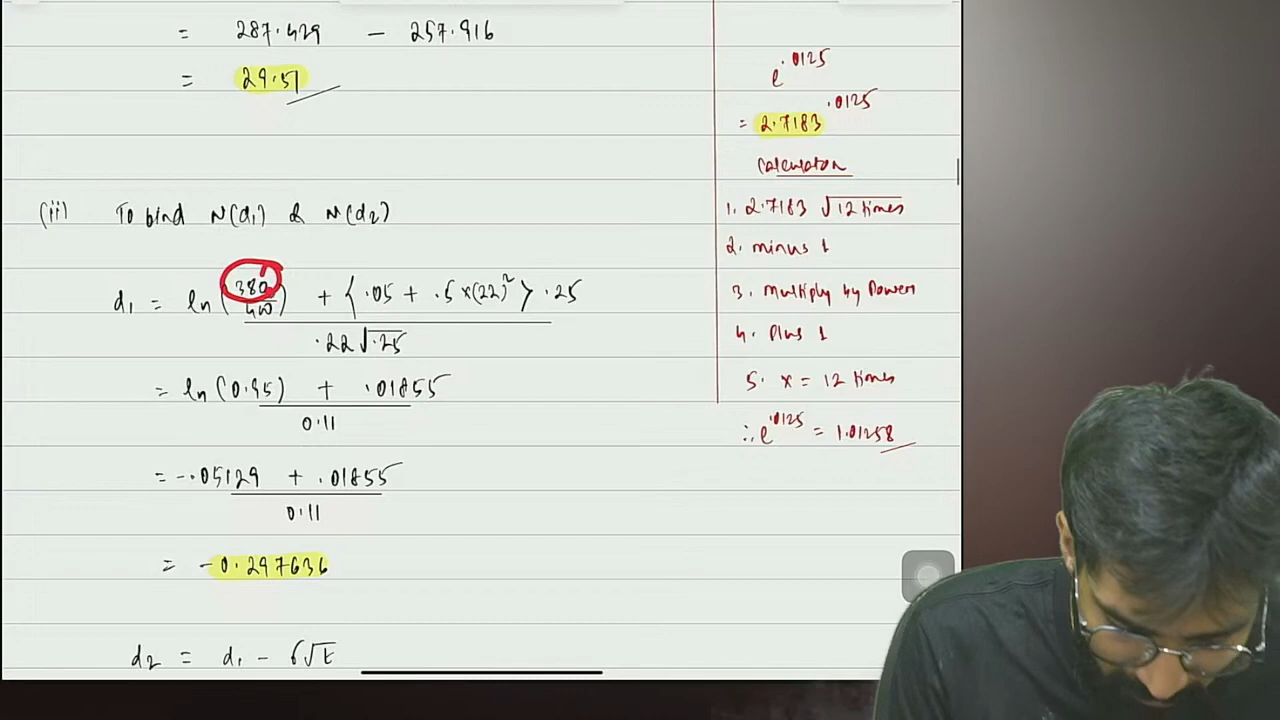 = 287.429 - 257.916
= 29.51
(ii) To find N(d1) & N(d2)
d1 = ln(380/400) + {.05 + .5x(22)²}.25
.22√.25
= ln(0.95) + .01855
0.11
= -.05129 + .01855
0.11
= -0.297636
d2 = d1 - σ√t
e^.0125
= 2.7183^.0125
Calculator
1. 2.7183 √12 times
2. minus 1
3. Multiply by Power
4. Plus 1
5. x = 12 times
∴ e^.0125 = 1.01258